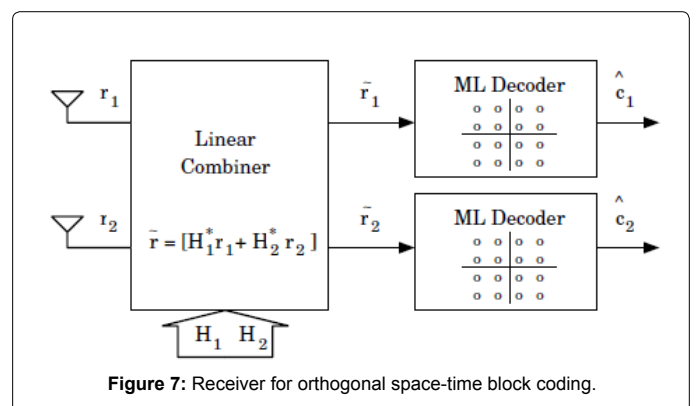 r₁
r₂
Linear
Combiner
r̃ = [H₁*r₁ + H₂* r₂ ]
H₁ H₂
r̃₁
r̃₂
ML Decoder
o o o o
o o o o
o o o o
o o o o
ĉ₁
ML Decoder
o o o o
o o o o
o o o o
o o o o
ĉ₂
Figure 7: Receiver for orthogonal space-time block coding.